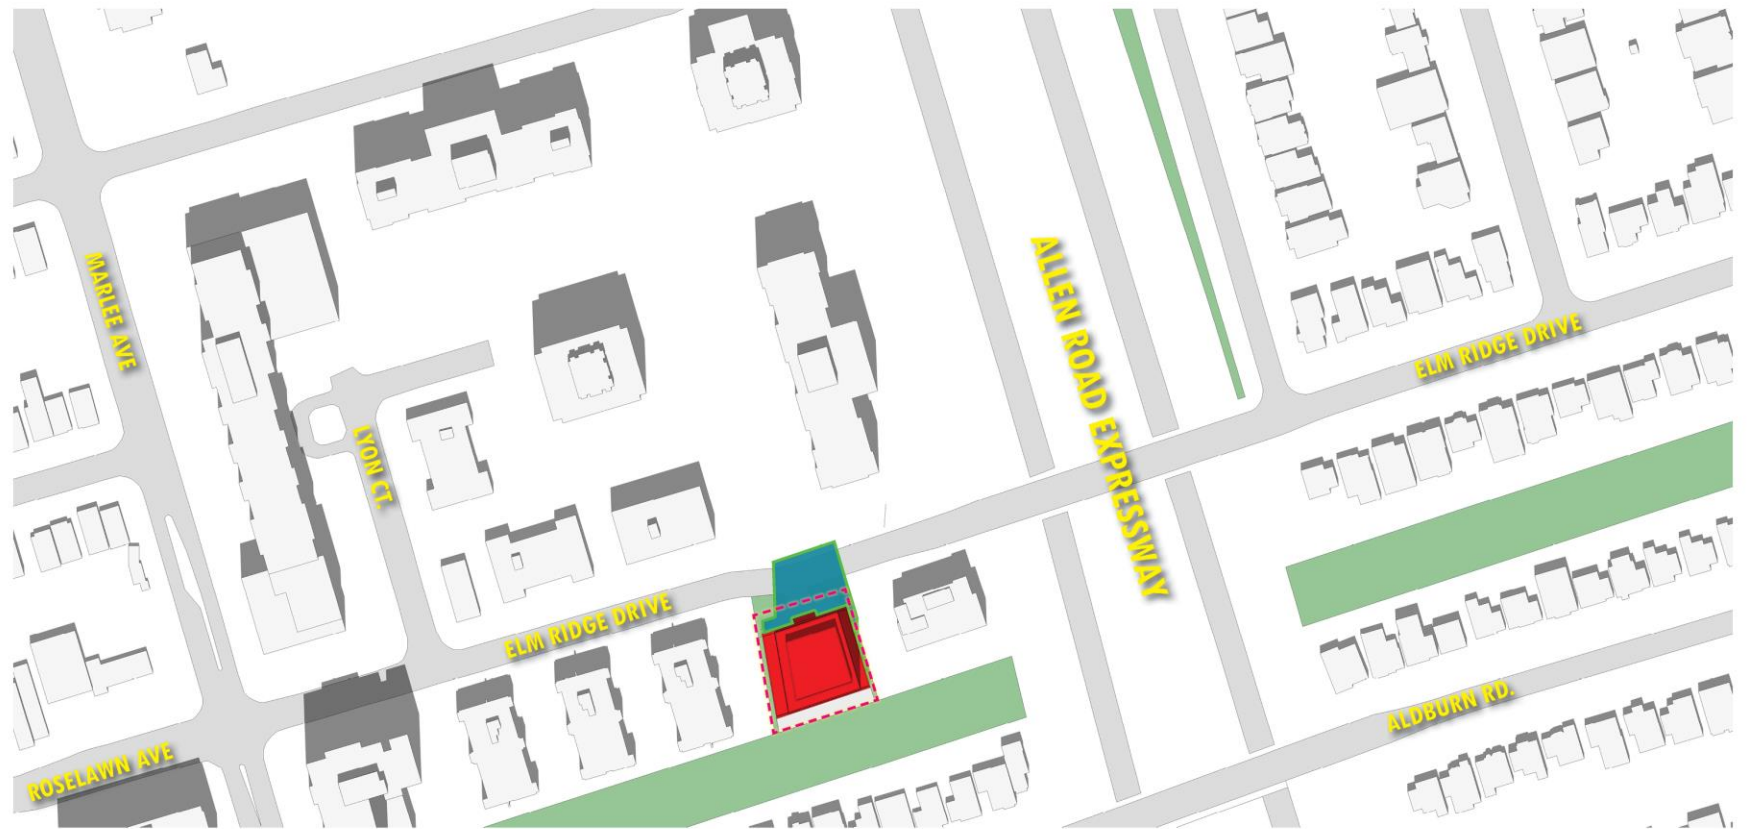 MARLEE AVE
ALLEN ROAD EXPRESSWAY
ELM RIDGE DRIVE
LYON CT.
ELM RIDGE DRIVE
ALDBURN RD.
ROSELAWN AVE